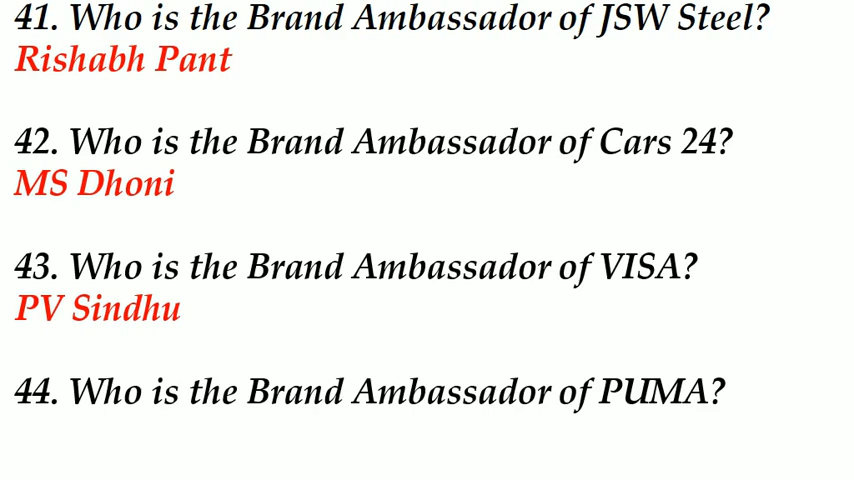 41. Who is the Brand Ambassador of JSW Steel?
Rishabh Pant
42. Who is the Brand Ambassador of Cars 24?
MS Dhoni
43. Who is the Brand Ambassador of VISA?
PV Sindhu
44. Who is the Brand Ambassador of PUMA?